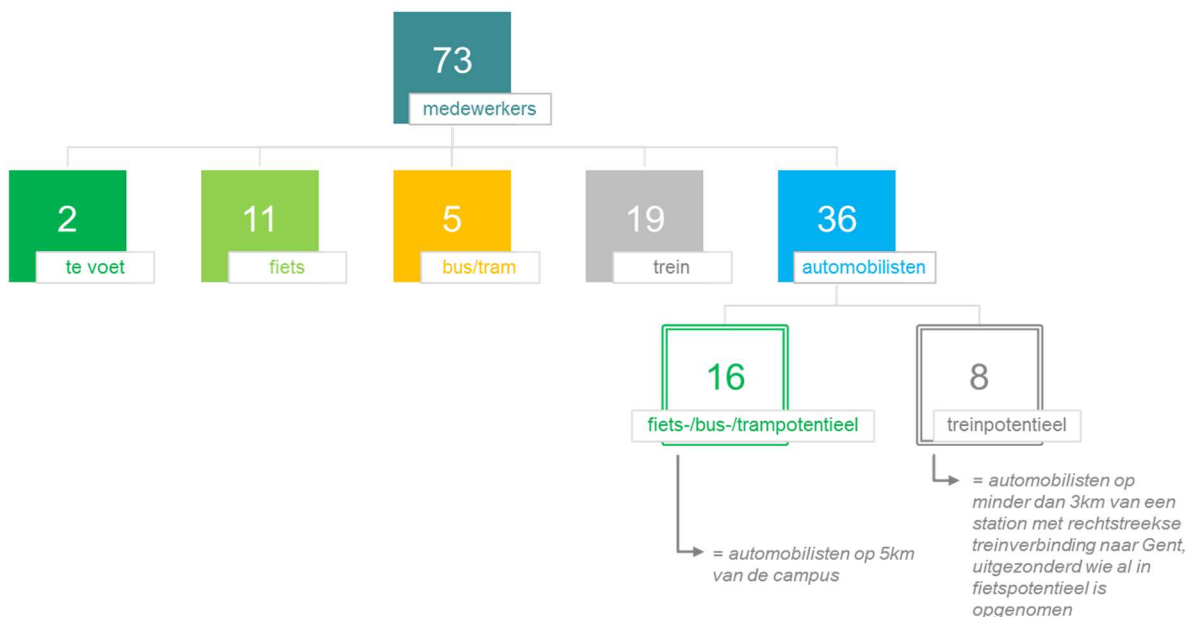 73
medewerkers
2
te voet
11
fiets
5
bus/tram
19
trein
36
automobilisten
16
fiets-/bus-/trampotentieel
8
treinpotentieel
= automobilisten op 5km
van de campus
= automobilisten op
minder dan 3km van een
station met rechtstreekse
treinverbinding naar Gent,
uitgezonderd wie al in
fietspotentieel is
opgenomen